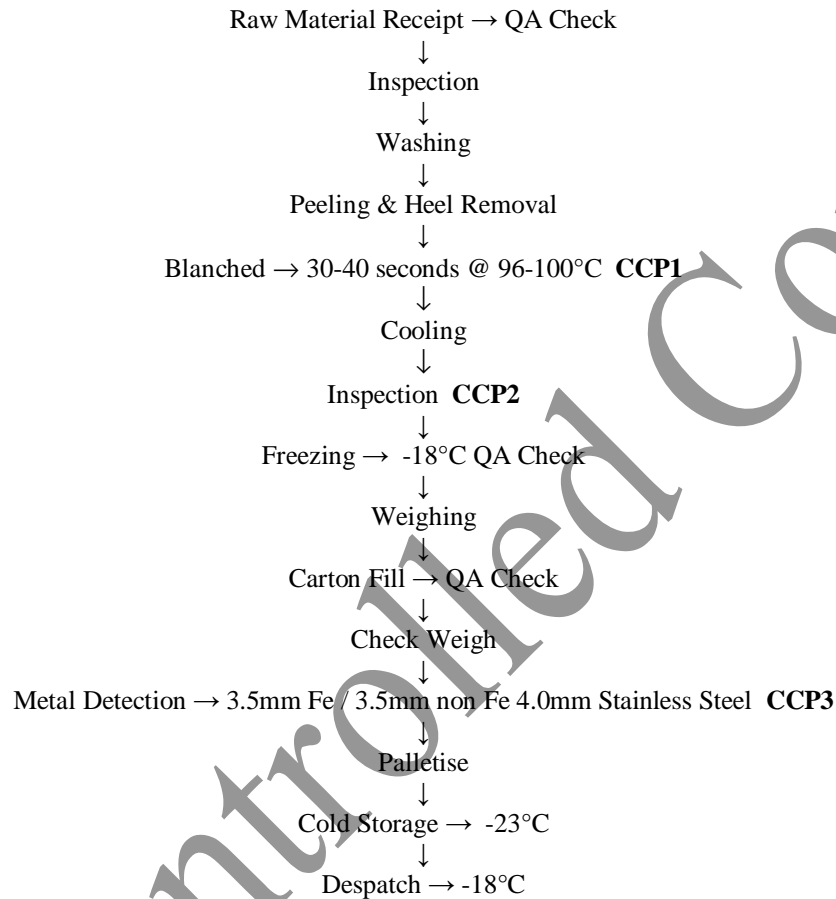 Raw Material Receipt → QA Check
↓
Inspection
↓
Washing
↓
Peeling & Heel Removal
↓
Blanched → 30-40 seconds @ 96-100°C CCP1
↓
Cooling
↓
Inspection CCP2
↓
Freezing → -18°C QA Check
↓
Weighing
↓
Carton Fill → QA Check
↓
Check Weigh
↓
Metal Detection → 3.5mm Fe / 3.5mm non Fe 4.0mm Stainless Steel CCP3
↓
Palletise
↓
Cold Storage → -23°C
↓
Despatch → -18°C
ntrolled Co